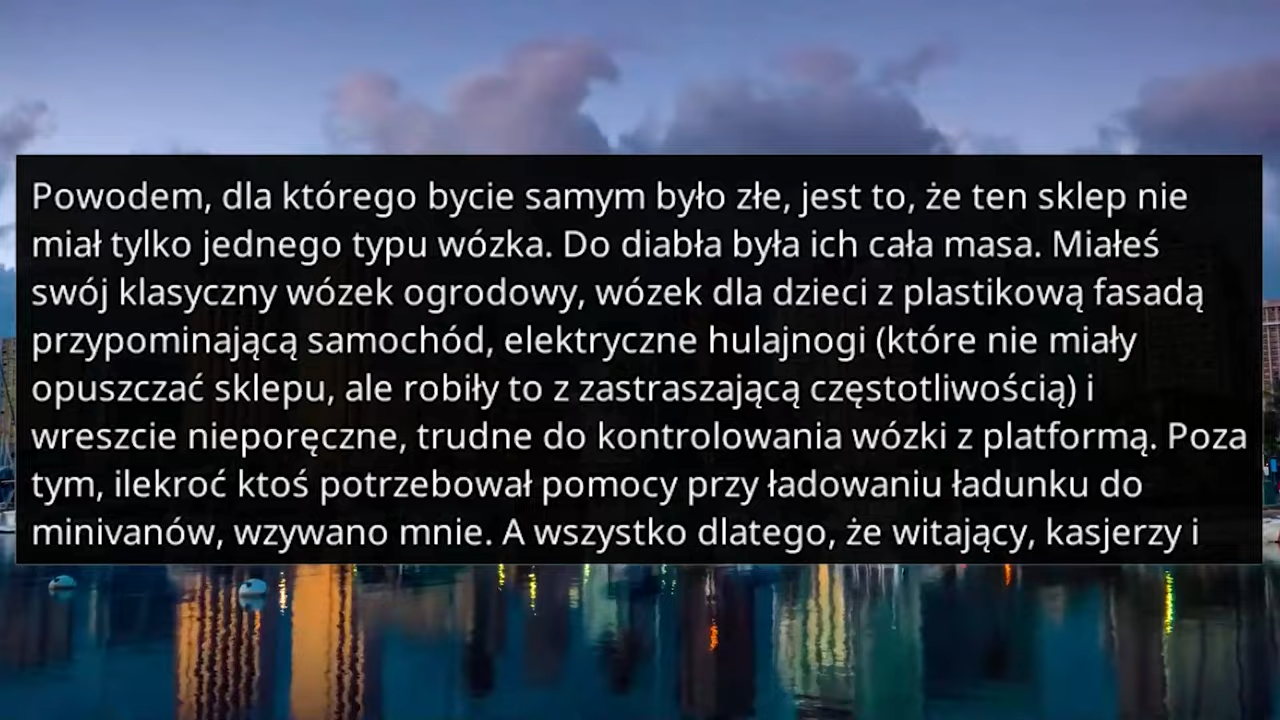 Powodem, dla którego bycie samym było złe, jest to, że ten sklep nie
miał tylko jednego typu wózka. Do diabła była ich cała masa. Miałeś
swój klasyczny wózek ogrodowy, wózek dla dzieci z plastikową fasadą
przypominającą samochód, elektryczne hulajnogi (które nie miały
opuszczać sklepu, ale robiły to z zastraszającą częstotliwością) i
wreszcie nieporęczne, trudne do kontrolowania wózki z platformą. Poza
tym, ilekroć ktoś potrzebował pomocy przy ładowaniu ładunku do
minivanów, wzywano mnie. A wszystko dlatego, że witający, kasjerzy i